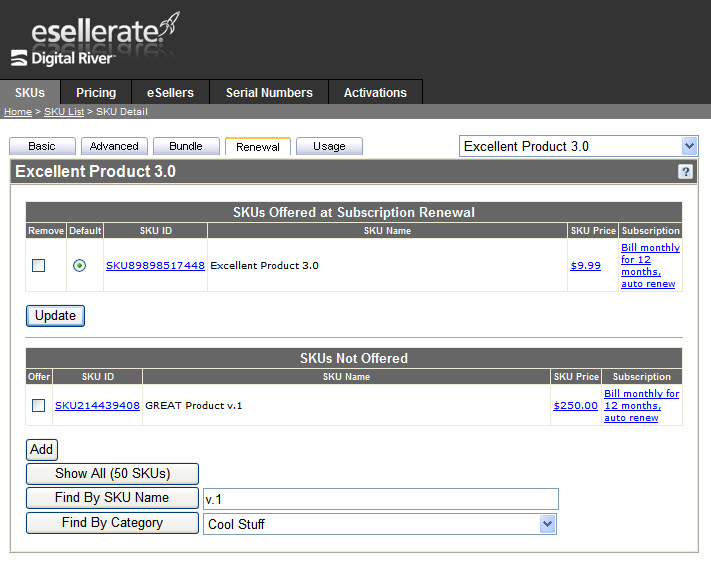 esellerate
Digital River
SKUs Pricing eSellers Serial Numbers Activations
Home > SKU List > SKU Detail
Basic Advanced Bundle Renewal Usage Excellent Product 3.0
Excellent Product 3.0 ?
SKUs Offered at Subscription Renewal
Remove Default SKU ID SKU Name SKU Price Subscription
SKU89898517448 Excellent Product 3.0 $9.99 Bill monthly
for 12
months,
auto renew
Update
SKUs Not Offered
Offer SKU ID SKU Name SKU Price Subscription
SKU214439408 GREAT Product v.1 $250.00 Bill monthly for
12 months,
auto renew
Add
Show All (50 SKUs)
Find By SKU Name v.1
Find By Category Cool Stuff